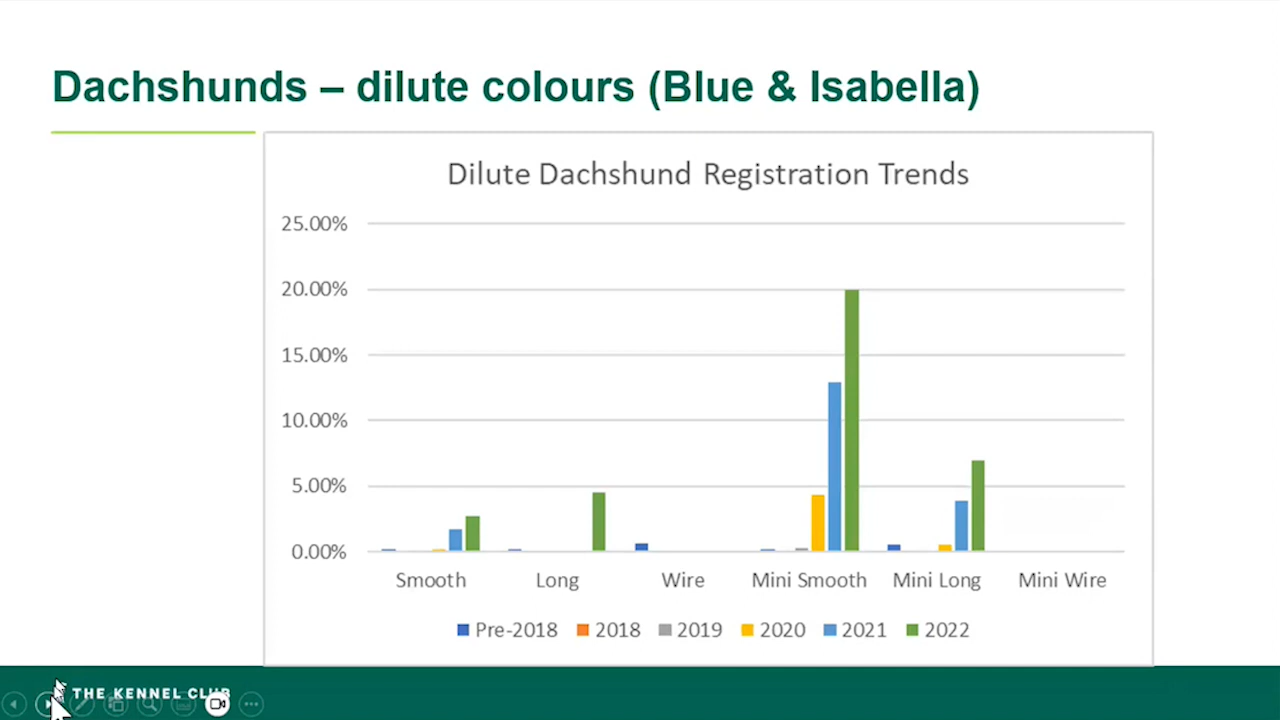 Dachshunds – dilute colours (Blue & Isabella)
Dilute Dachshund Registration Trends
25.00%
20.00%
15.00%
10.00%
5.00%
0.00%
Smooth Long Wire Mini Smooth Mini Long Mini Wire
Pre-2018 2018 2019 2020 2021 2022
THE KENNEL CLUB